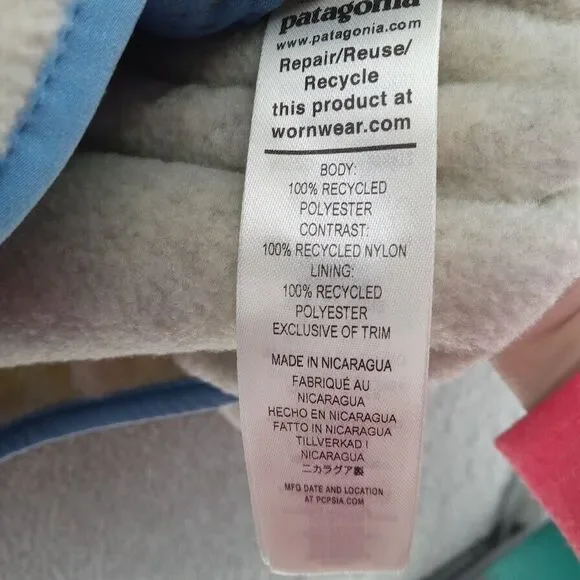 patagonia
www.patagonia.com
Repair/Reuse/
Recycle
this product at
wornwear.com
BODY:
100% RECYCLED
POLYESTER
CONTRAST:
100% RECYCLED NYLON
LINING:
100% RECYCLED
POLYESTER
EXCLUSIVE OF TRIM
MADE IN NICARAGUA
FABRIQUÉ AU
NICARAGUA
HECHO EN NICARAGUA
FATTO IN NICARAGUA
TILLVERKAD I
NICARAGUA
ニカラグア製
MFG DATE AND LOCATION
AT PCPSIA.COM